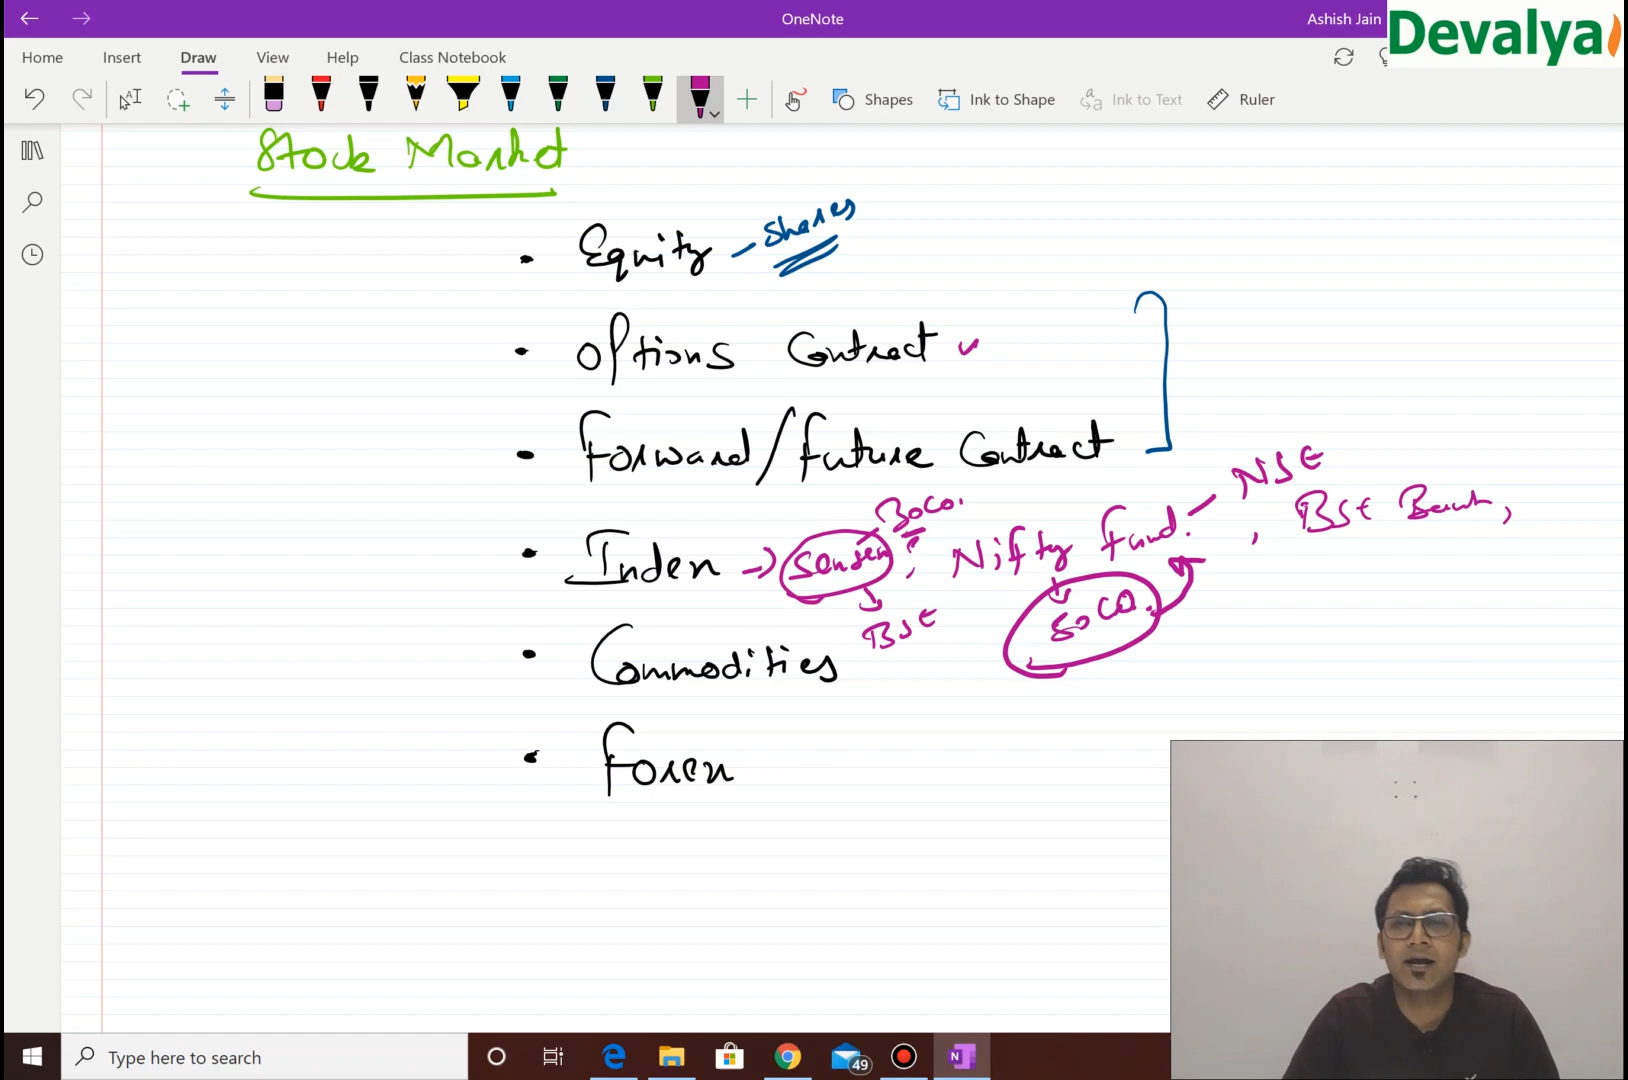 OneNote
Ashish Jain
Devalya
Home Insert Draw View Help Class Notebook
Shapes Ink to Shape Ink to Text Ruler
Stock Market
• Equity - Shares
• Options Contract
• Forward/Future Contract
• Index → Sensex, Nifty fund. - NSE, BSE Bank,
30 CO.
BSE
50 CO.
• Commodities
• Forex
Type here to search
49
N